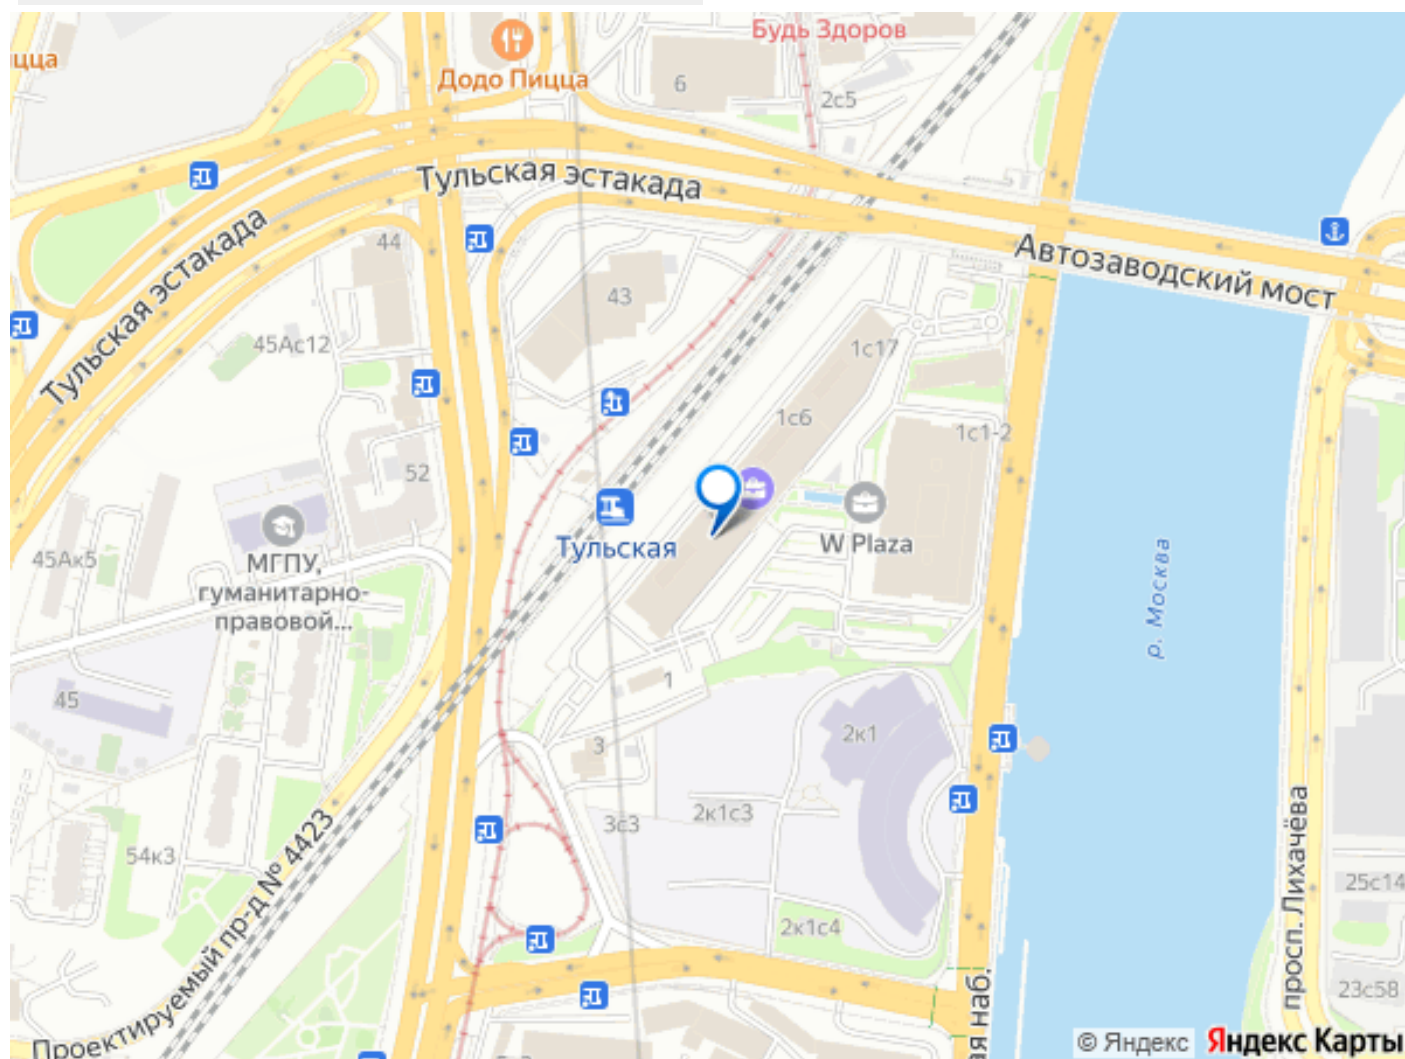 Будь Здоров
цца
Додо Пицца
6
2с5
Тульская эстакада
Тульская эстакада
44
Автозаводский мост
43
45Ас12
1с17
1с6
1с1-2
52
W Plaza
Тульская
45Ак5
МГПУ,
гуманитарно-
правовой...
р. Москва
1
45
2к1
3
2к1с3
3с3
54к3
Проектируемый пр-д № 4423
просп. Лихачёва
25с14
2к1с4
23с58
ая наб.
© Яндекс Яндекс Карты